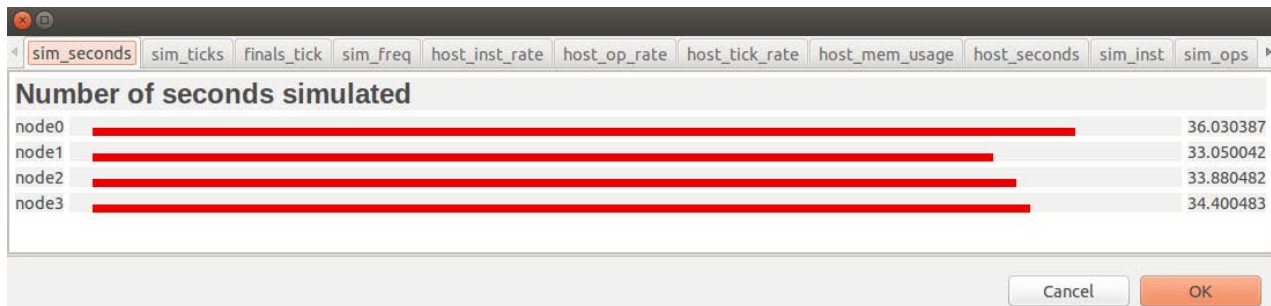 sim_seconds sim_ticks finals_tick sim_freq host_inst_rate host_op_rate host_tick_rate host_mem_usage host_seconds sim_inst sim_ops
Number of seconds simulated
node0 36.030387
node1 33.050042
node2 33.880482
node3 34.400483
Cancel OK